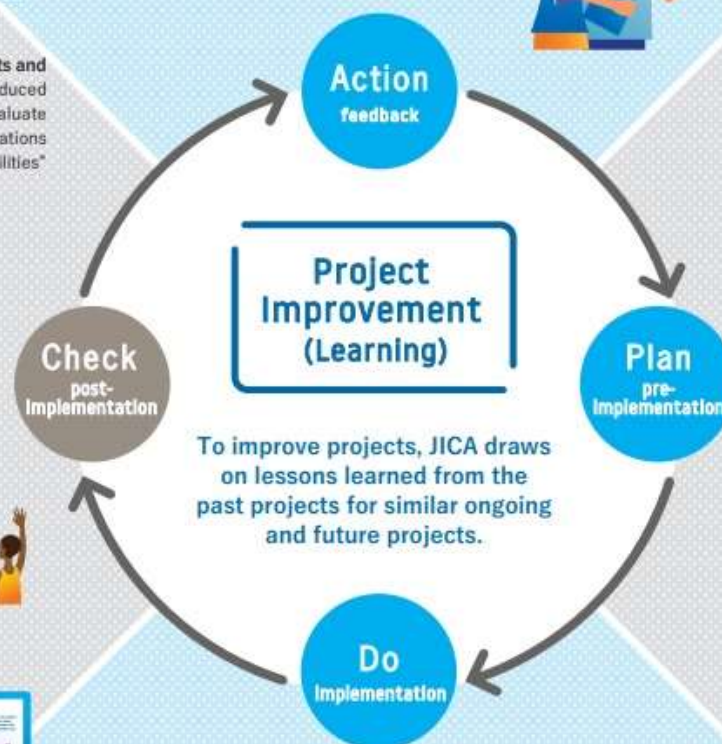 ts and
duced
aluate
ations
ilities"
Action
feedback
Project
Improvement
(Learning)
Check
post-
implementation
Plan
pre-
implementation
To improve projects, JICA draws
on lessons learned from the
past projects for similar ongoing
and future projects.
Do
implementation